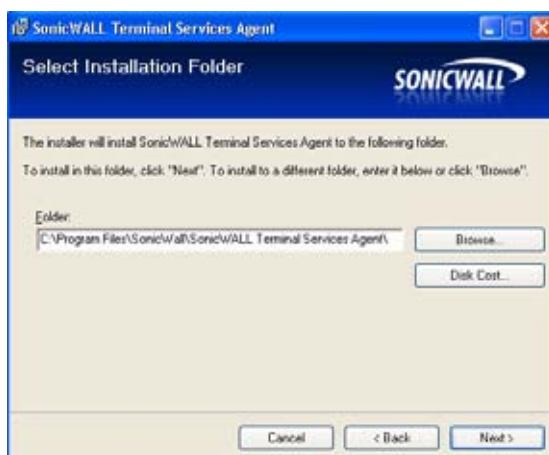 SonicWALL Terminal Services Agent
Select Installation Folder
SONICWALL
The installer will install SonicWALL Terminal Services Agent to the following folder.
To install in this folder, click "Next". To install to a different folder, enter it below or click "Browse".
Folder:
C:\Program Files\SonicWall\SonicWALL Terminal Services Agent\
Browse...
Disk Cost...
Cancel
< Back
Next >